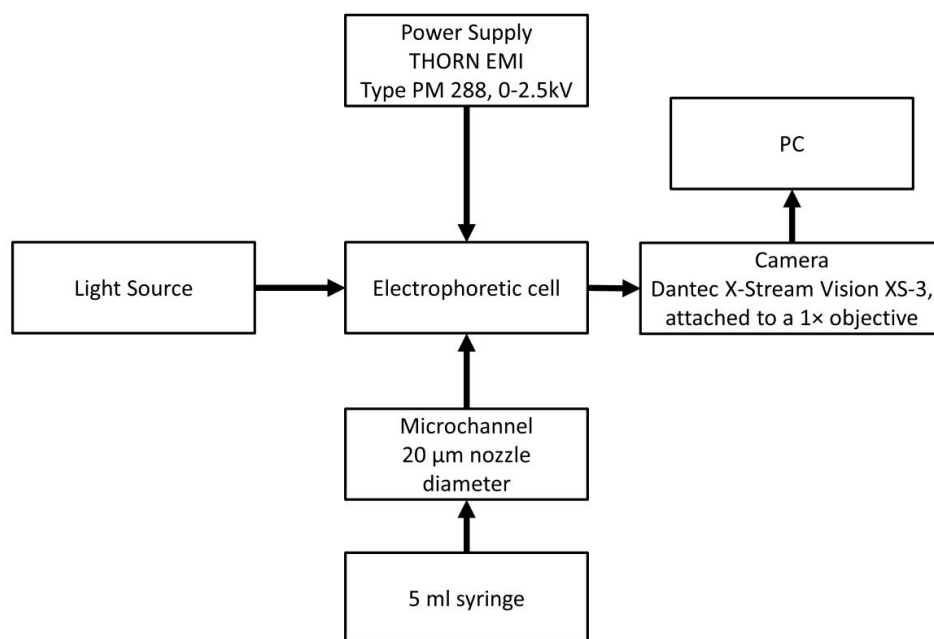 Power Supply
THORN EMI
Type PM 288, 0-2.5kV
PC
Light Source
Electrophoretic cell
Camera
Dantec X-Stream Vision XS-3,
attached to a 1× objective
Microchannel
20 µm nozzle
diameter
5 ml syringe